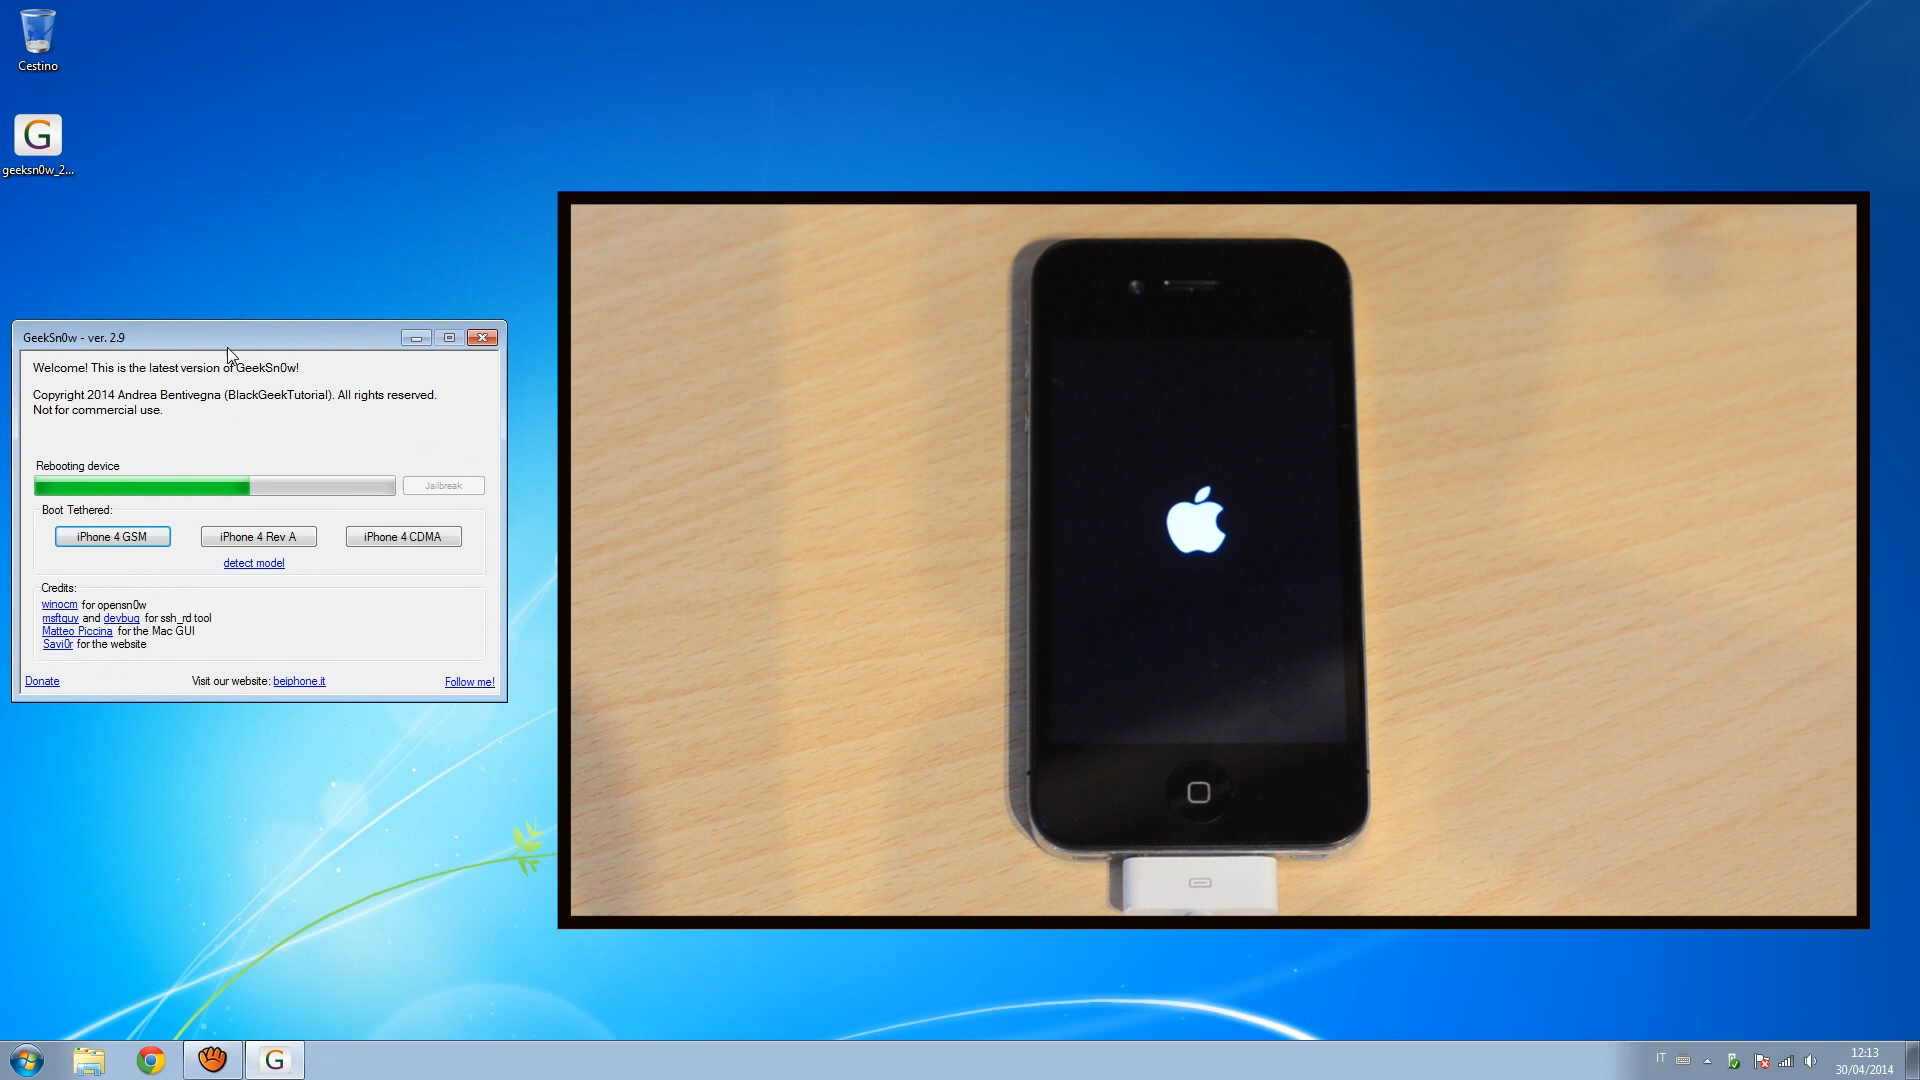 Cestino
geeksn0w_2...
GeekSn0w - ver. 2.9
Welcome! This is the latest version of GeekSn0w!
Copyright 2014 Andrea Bentivegna (BlackGeekTutorial). All rights reserved.
Not for commercial use.
Rebooting device
Jailbreak
Boot Tethered:
iPhone 4 GSM
iPhone 4 Rev A
iPhone 4 CDMA
detect model
Credits:
winocm for opensn0w
msftguy and devbug for ssh_rd tool
Matteo Piccina for the Mac GUI
Savi0r for the website
Donate
Visit our website: beiphone.it
Follow me!
G
G
IT
12:13
30/04/2014